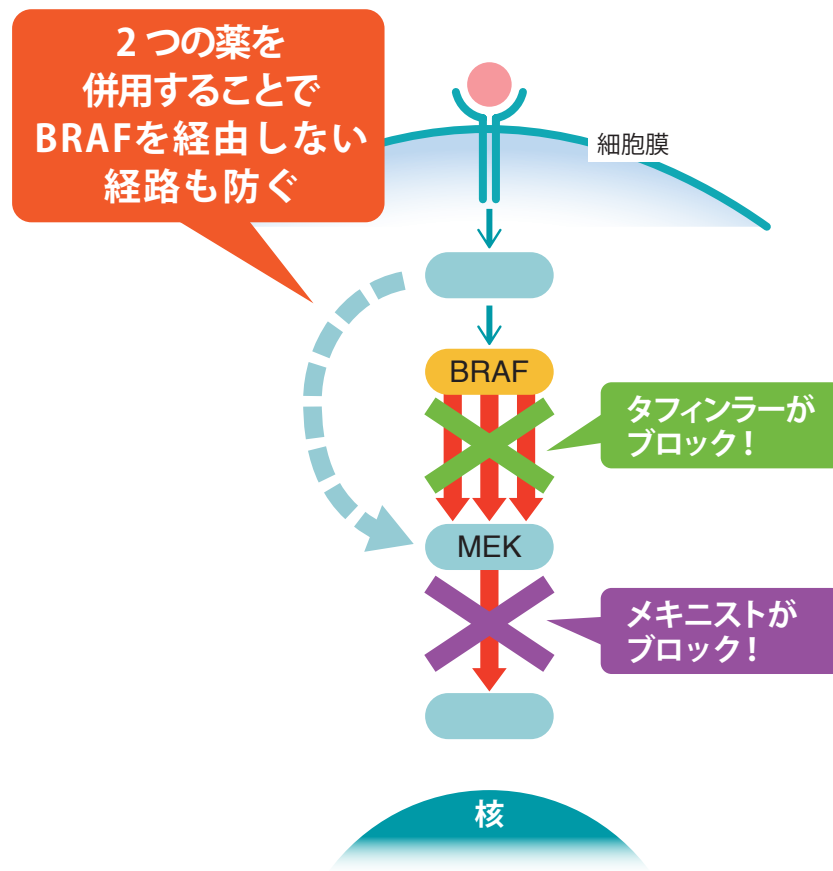 2つの薬を
併用することで
BRAFを経由しない
経路も防ぐ
細胞膜
BRAF
タフィンラーが
ブロック！
MEK
メキニストが
ブロック！
核